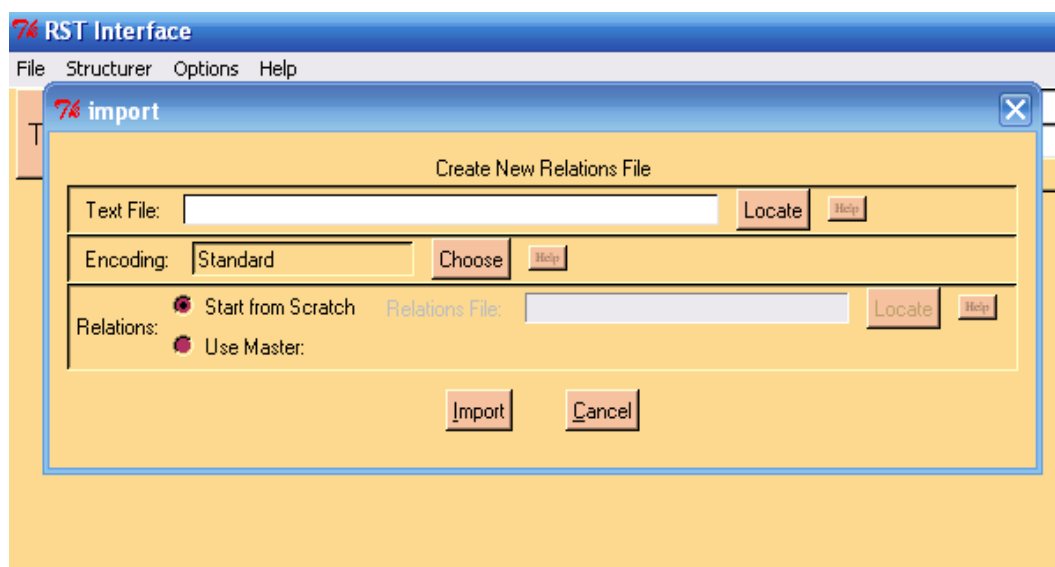 RST Interface
File Structurer Options Help
T
import
Create New Relations File
Text File: Locate Help
Encoding: Standard Choose Help
Relations: Start from Scratch Relations File: Locate Help
Use Master:
Import Cancel